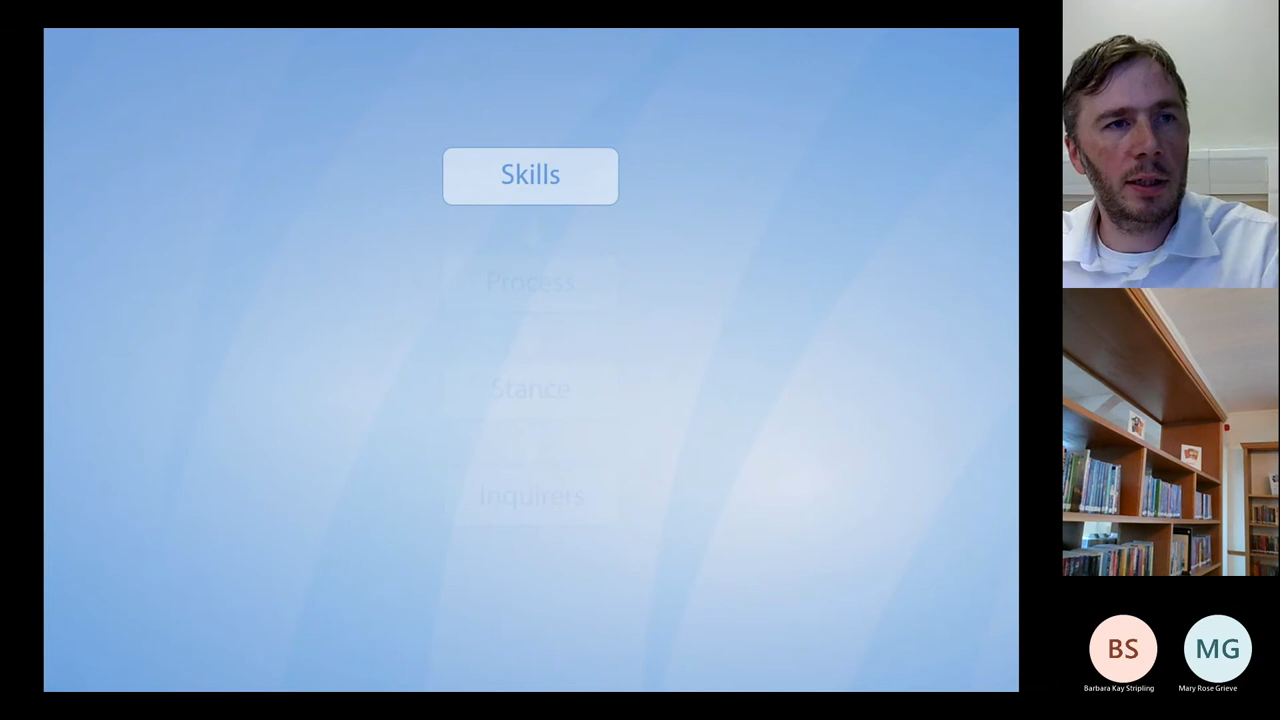 Skills
Process
Stance
Inquirers
BS
MG
Barbara Kay Stripling
Mary Rose Grieve